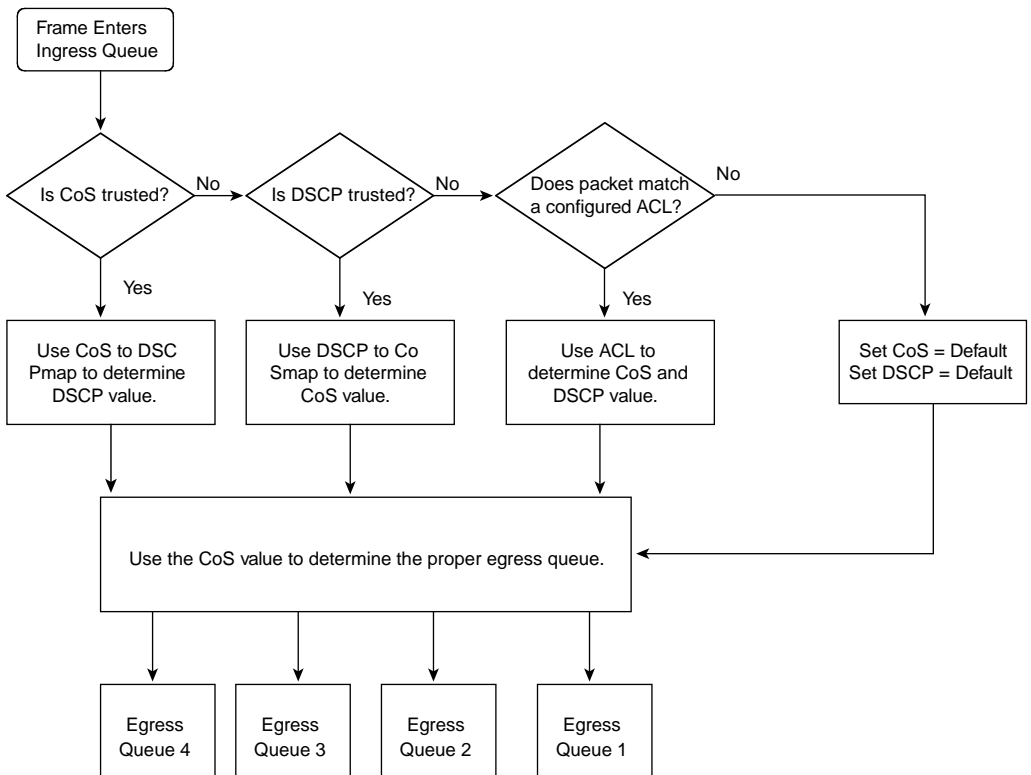 Frame Enters
Ingress Queue
Is CoS trusted?
No
Is DSCP trusted?
No
Does packet match
a configured ACL?
No
Yes
Yes
Yes
Use CoS to DSC
Pmap to determine
DSCP value.
Use DSCP to Co
Smap to determine
CoS value.
Use ACL to
determine CoS and
DSCP value.
Set CoS = Default
Set DSCP = Default
Use the CoS value to determine the proper egress queue.
Egress
Queue 4
Egress
Queue 3
Egress
Queue 2
Egress
Queue 1